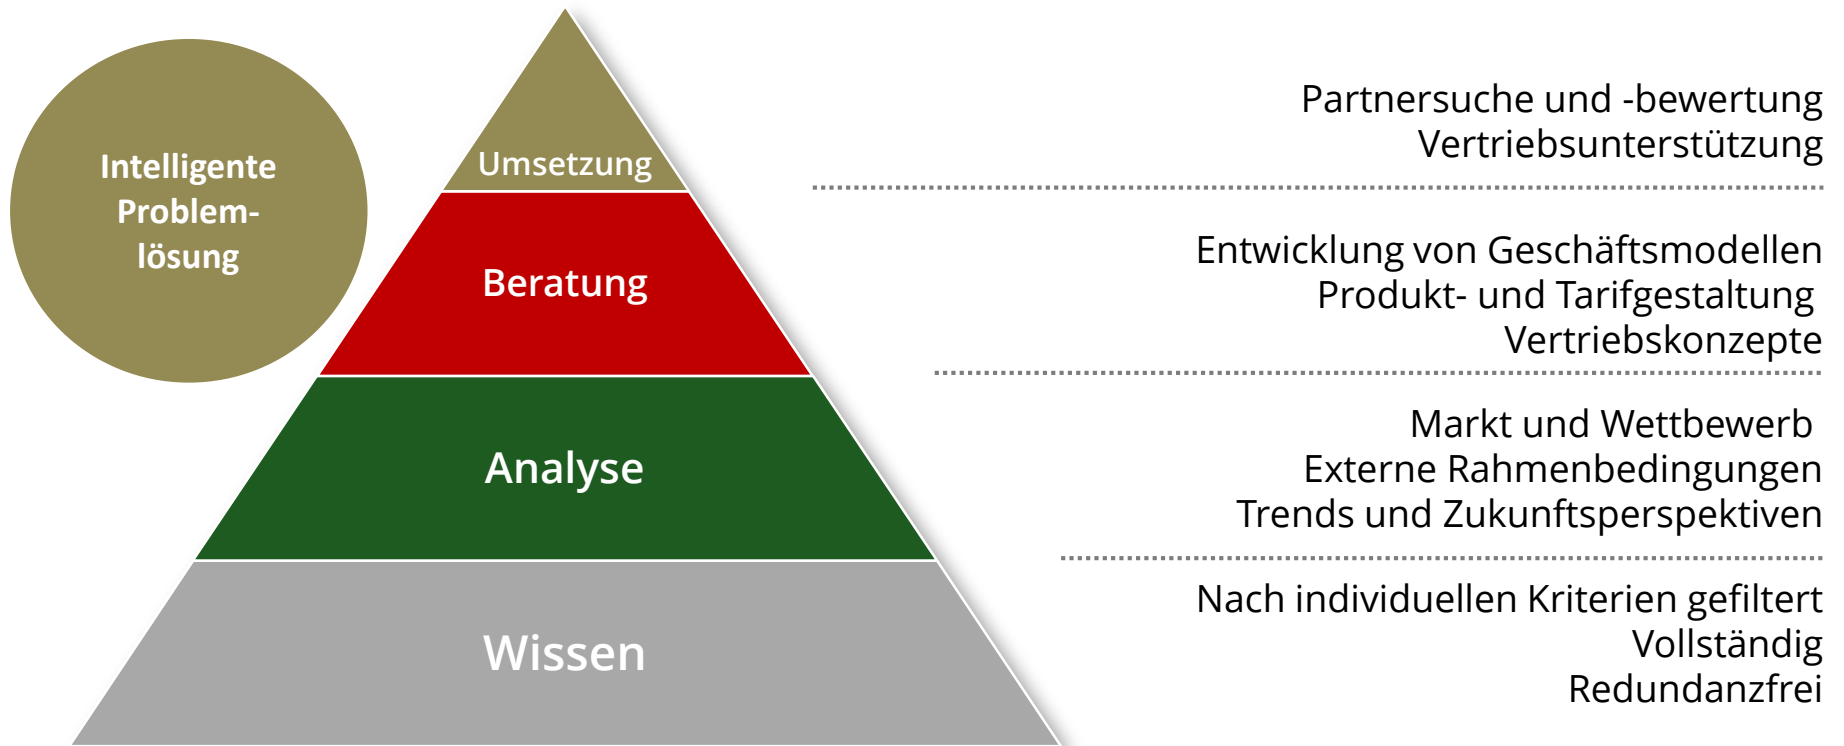 Intelligente
Problem-
lösung
Umsetzung
Partnersuche und -bewertung
Vertriebsunterstützung
Beratung
Entwicklung von Geschäftsmodellen
Produkt- und Tarifgestaltung
Vertriebskonzepte
Analyse
Markt und Wettbewerb
Externe Rahmenbedingungen
Trends und Zukunftsperspektiven
Wissen
Nach individuellen Kriterien gefiltert
Vollständig
Redundanzfrei